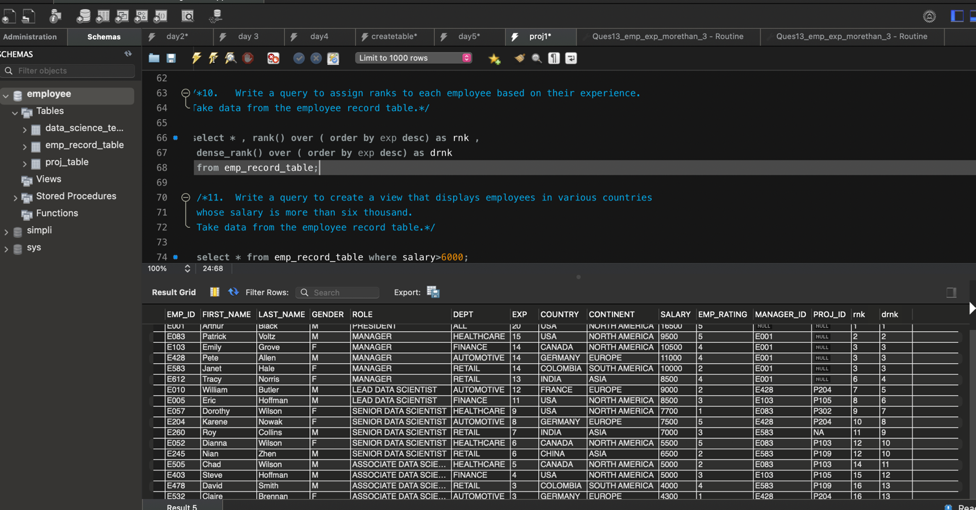 Administration Schemas day2* day 3 day4 createtable* day5* proj1* Ques13_emp_exp_morethan_3 - Routine Ques13_emp_exp_morethan_3 - Routine
SCHEMAS
Filter objects
employee
Tables
data_science_te...
emp_record_table
proj_table
Views
Stored Procedures
Functions
simpli
sys
Limit to 1000 rows
62
63 /*10. Write a query to assign ranks to each employee based on their experience.
64 Take data from the employee record table.*/
65
66 select * , rank() over ( order by exp desc) as rnk ,
67 dense_rank() over ( order by exp desc) as drnk
68 from emp_record_table;
69
70 /*11. Write a query to create a view that displays employees in various countries
71 whose salary is more than six thousand.
72 Take data from the employee record table.*/
73
74 select * from emp_record_table where salary>6000;
100% 24:68
Result Grid Filter Rows: Search Export:
EMP_ID FIRST_NAME LAST_NAME GENDER ROLE DEPT EXP COUNTRY CONTINENT SALARY EMP_RATING MANAGER_ID PROJ_ID rnk drnk
E001 Arthur Black M PRESIDENT ALL 20 USA NORTH AMERICA 16500 5 NULL NULL 1 1
E083 Patrick Voltz M MANAGER HEALTHCARE 15 USA NORTH AMERICA 9500 5 E001 NULL 2 2
E103 Emily Grove F MANAGER FINANCE 14 CANADA NORTH AMERICA 10500 4 E001 NULL 3 3
E428 Pete Allen M MANAGER AUTOMOTIVE 14 GERMANY EUROPE 11000 4 E001 NULL 3 3
E583 Janet Hale F MANAGER RETAIL 14 COLOMBIA SOUTH AMERICA 10000 2 E001 NULL 3 3
E612 Tracy Norris F MANAGER RETAIL 13 INDIA ASIA 8500 4 E001 NULL 6 4
E010 William Butler M LEAD DATA SCIENTIST AUTOMOTIVE 12 FRANCE EUROPE 9000 2 E428 P204 7 5
E005 Eric Hoffman M LEAD DATA SCIENTIST FINANCE 11 USA NORTH AMERICA 8500 3 E103 P105 8 6
E057 Dorothy Wilson F SENIOR DATA SCIENTIST HEALTHCARE 9 USA NORTH AMERICA 7700 1 E083 P302 9 7
E204 Karene Nowak F SENIOR DATA SCIENTIST AUTOMOTIVE 8 GERMANY EUROPE 7500 5 E428 P204 10 8
E260 Roy Collins M SENIOR DATA SCIENTIST RETAIL 7 INDIA ASIA 7000 3 E583 NA 11 9
E052 Dianna Wilson F SENIOR DATA SCIENTIST HEALTHCARE 6 CANADA NORTH AMERICA 5500 5 E083 P103 12 10
E245 Nian Zhen M SENIOR DATA SCIENTIST RETAIL 6 CHINA ASIA 6500 2 E583 P109 12 10
E505 Chad Wilson M ASSOCIATE DATA SCIE... HEALTHCARE 5 CANADA NORTH AMERICA 5000 2 E083 P103 14 11
E403 Steve Hoffman M ASSOCIATE DATA SCIE... FINANCE 4 USA NORTH AMERICA 5000 3 E103 P105 15 12
E478 David Smith M ASSOCIATE DATA SCIE... RETAIL 3 COLOMBIA SOUTH AMERICA 4000 4 E583 P109 16 13
E532 Claire Brennan F ASSOCIATE DATA SCIE... AUTOMOTIVE 3 GERMANY EUROPE 4300 1 E428 P204 16 13
Result 5